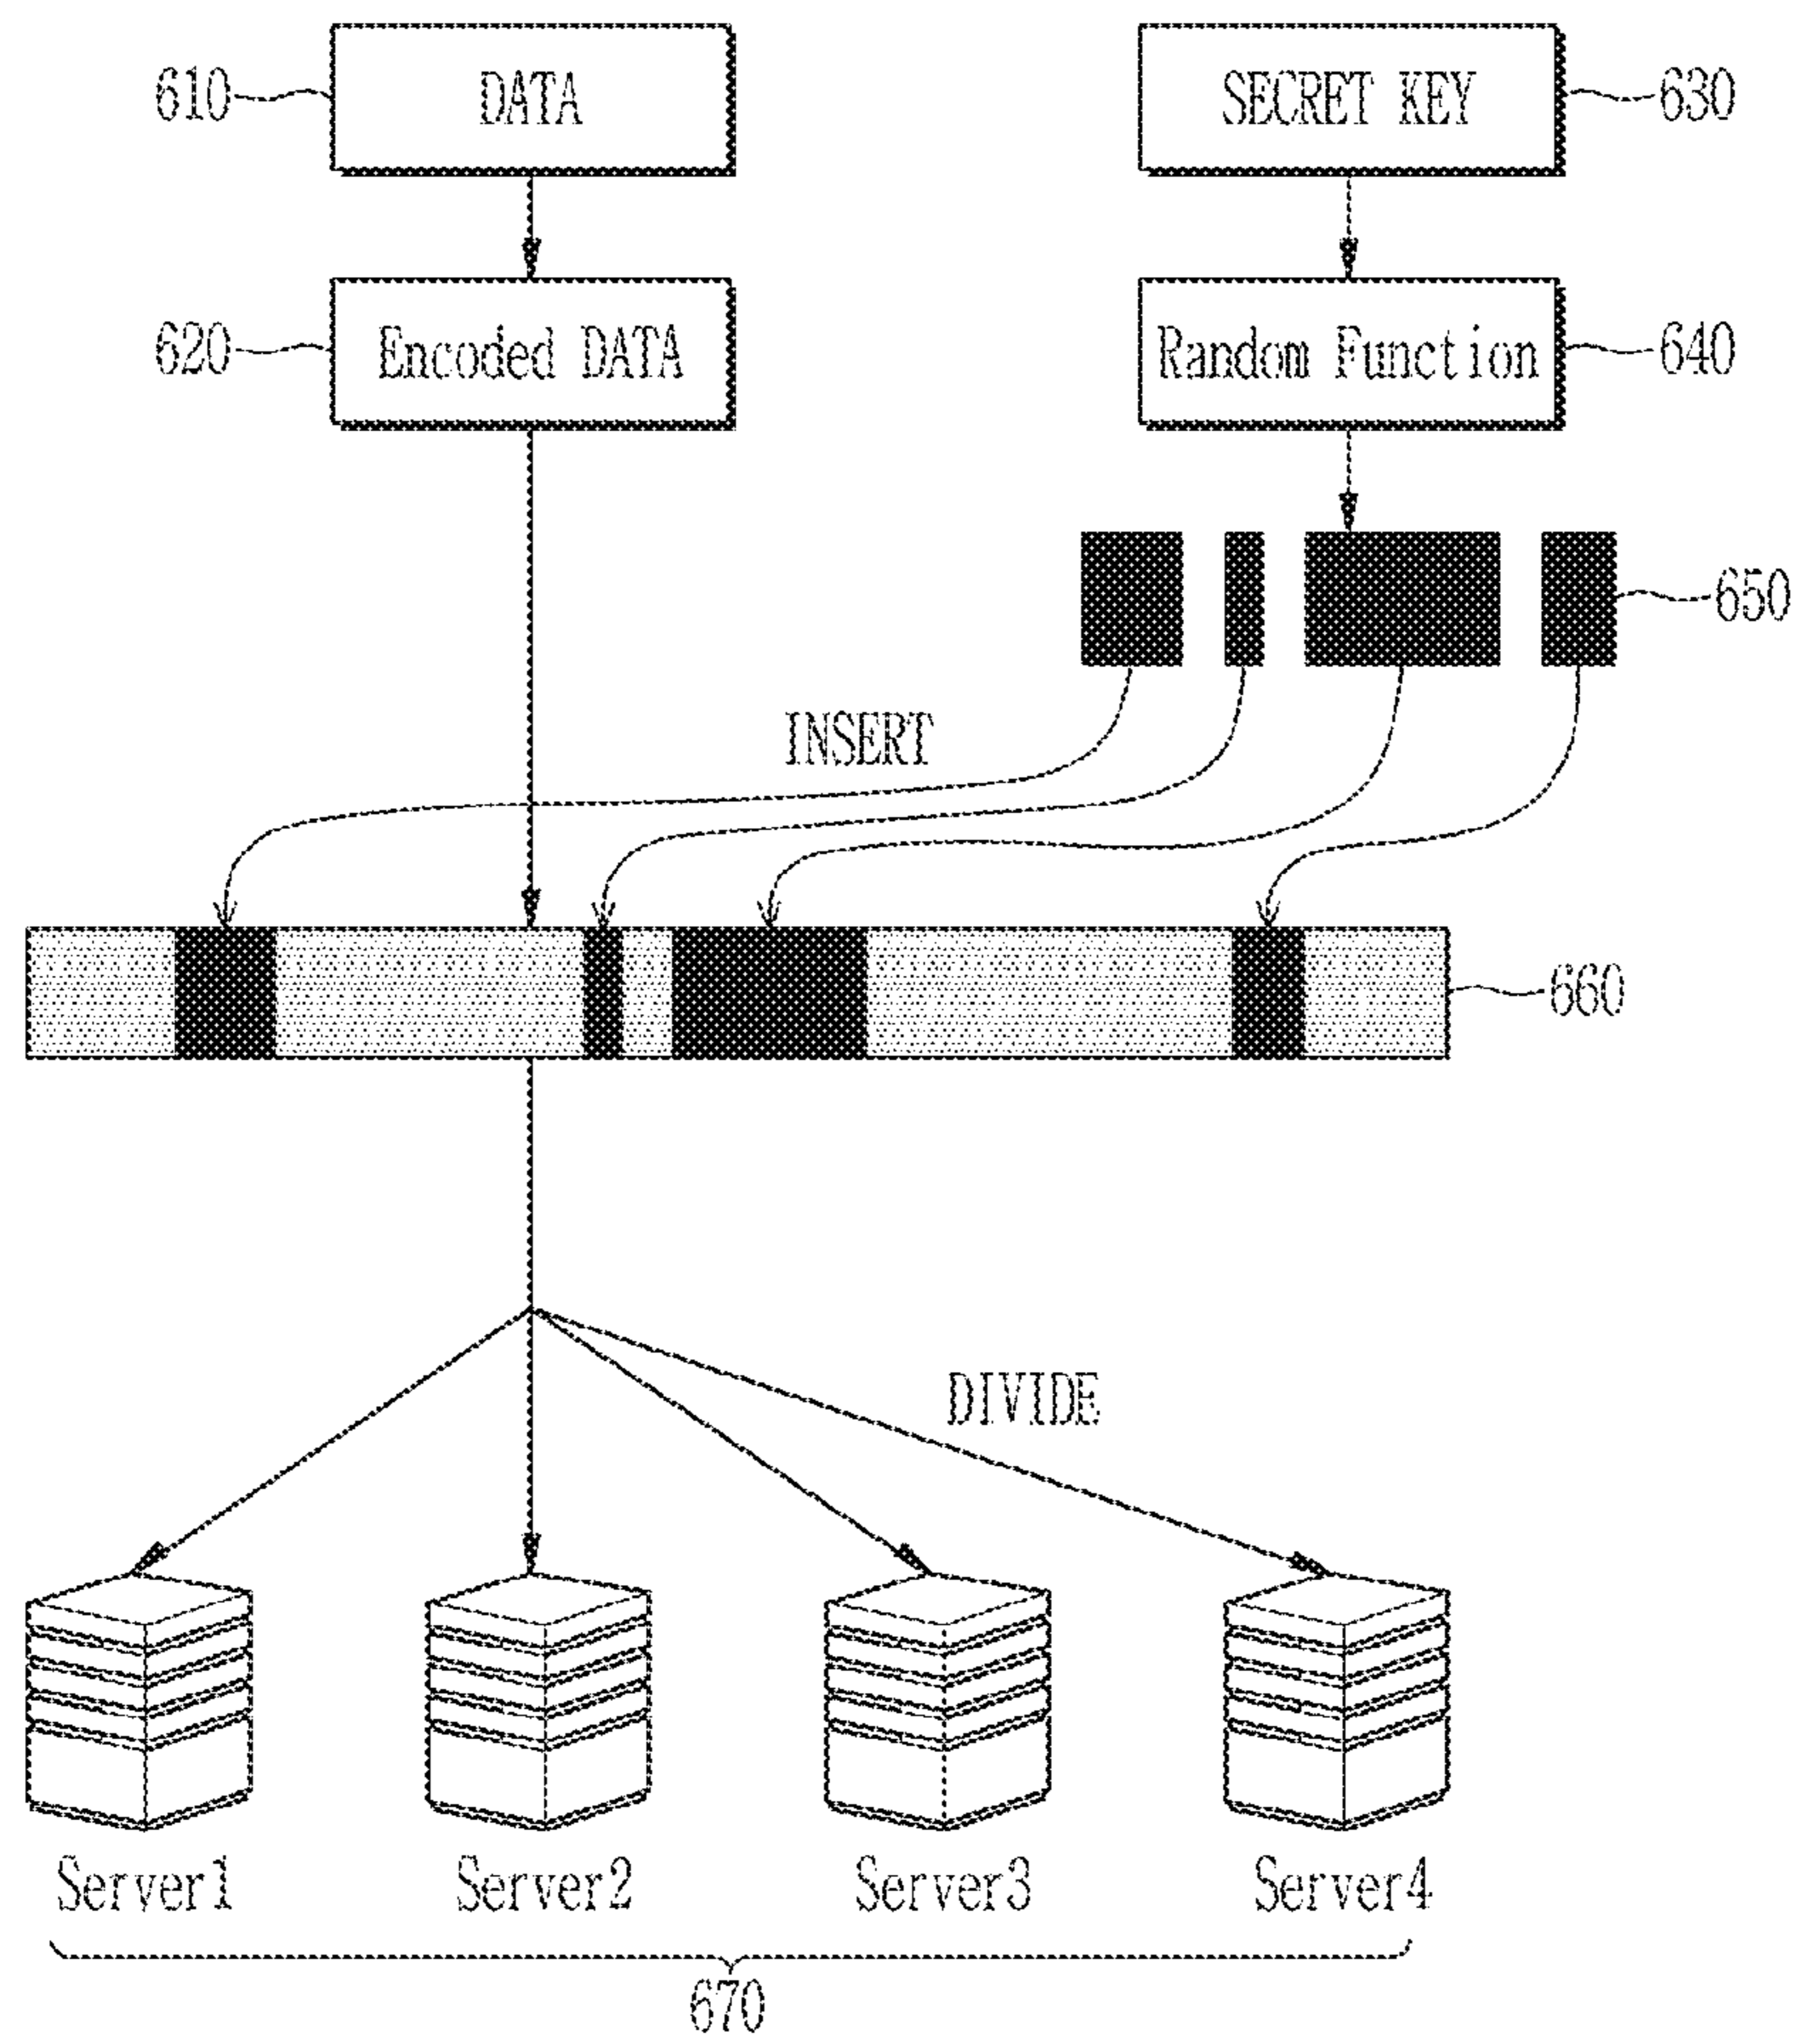 610 DATA SECRET KEY 630
620 Encoded DATA Random Function 640
650
INSERT
660
DIVIDE
Server1 Server2 Server3 Server4
670